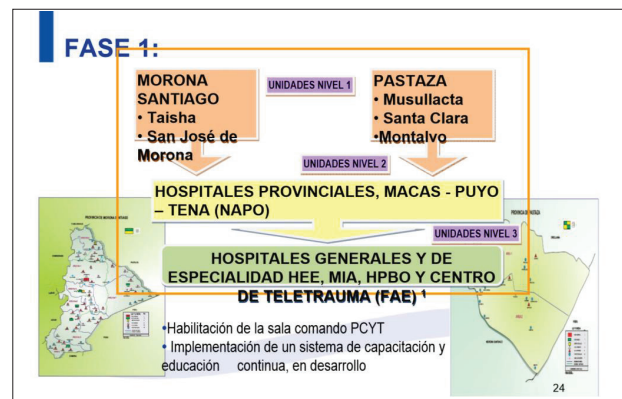 FASE 1:
MORONA
SANTIAGO
• Taisha
• San José de
Morona
UNIDADES NIVEL 1
PASTAZA
• Musullacta
• Santa Clara
•Montalvo
UNIDADES NIVEL 2
HOSPITALES PROVINCIALES, MACAS - PUYO
– TENA (NAPO)
UNIDADES NIVEL 3
HOSPITALES GENERALES Y DE
ESPECIALIDAD HEE, MIA, HPBO Y CENTRO
DE TELETRAUMA (FAE) ¹
•Habilitación de la sala comando PCYT
• Implementación de un sistema de capacitación y
educación continua, en desarrollo
24